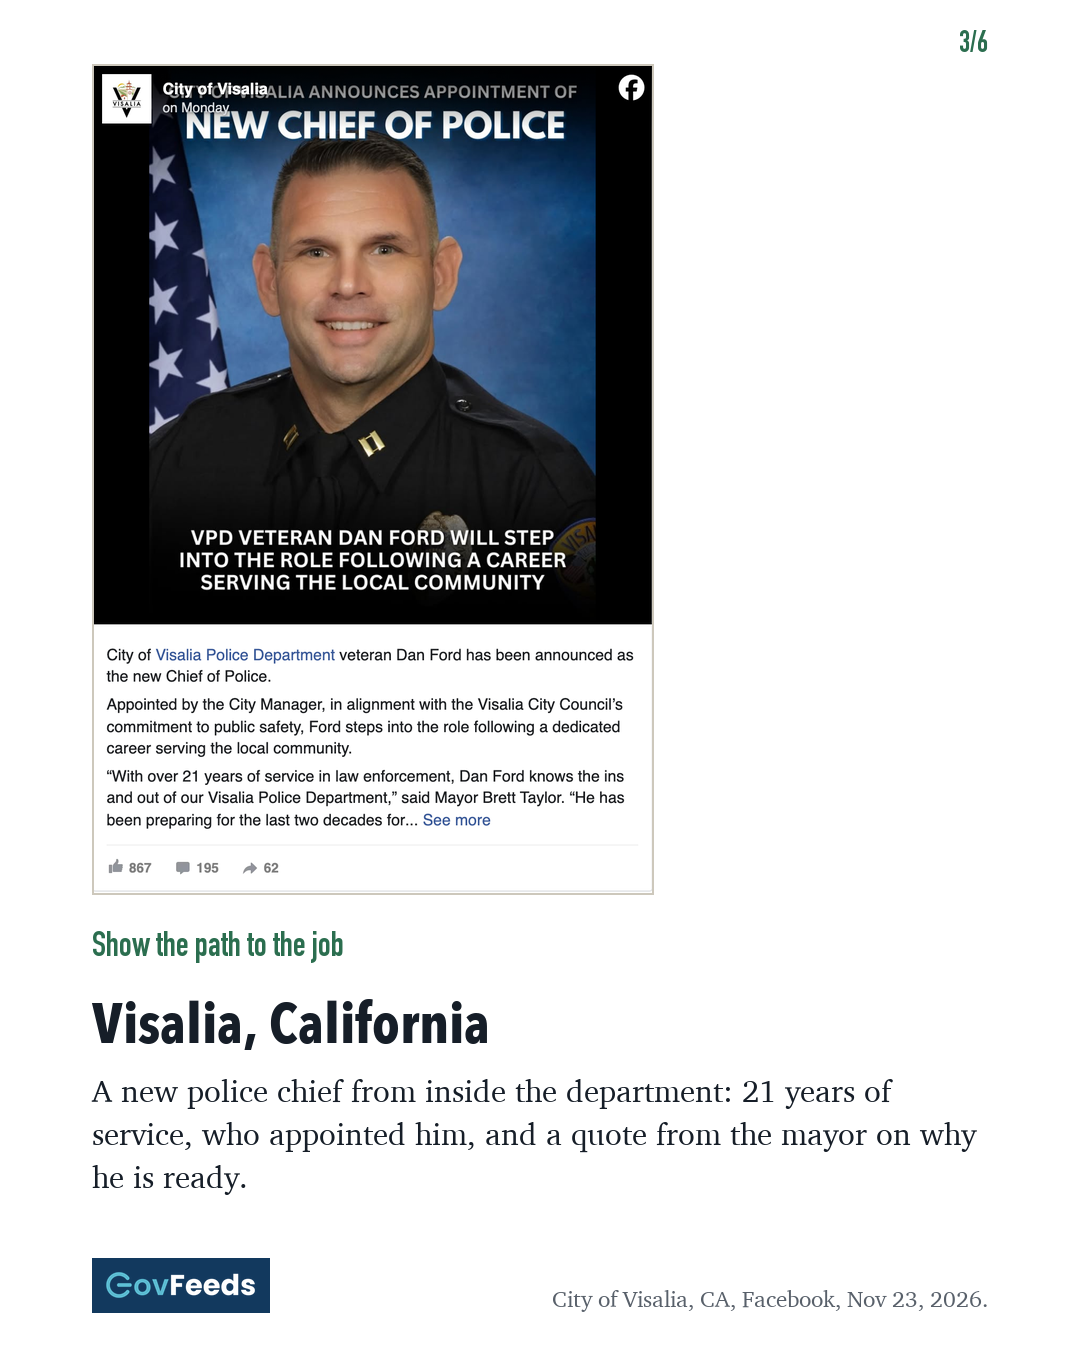 3/6
VISALIA
City of Visalia
on Monday
CITY OF VISALIA ANNOUNCES APPOINTMENT OF
NEW CHIEF OF POLICE
VISA
VPD VETERAN DAN FORD WILL STEP
INTO THE ROLE FOLLOWING A CAREER
SERVING THE LOCAL COMMUNITY
City of Visalia Police Department veteran Dan Ford has been announced as
the new Chief of Police.
Appointed by the City Manager, in alignment with the Visalia City Council’s
commitment to public safety, Ford steps into the role following a dedicated
career serving the local community.
“With over 21 years of service in law enforcement, Dan Ford knows the ins
and out of our Visalia Police Department,” said Mayor Brett Taylor. “He has
been preparing for the last two decades for... See more
867 195 62
Show the path to the job
Visalia, California
A new police chief from inside the department: 21 years of
service, who appointed him, and a quote from the mayor on why
he is ready.
GovFeeds
City of Visalia, CA, Facebook, Nov 23, 2026.